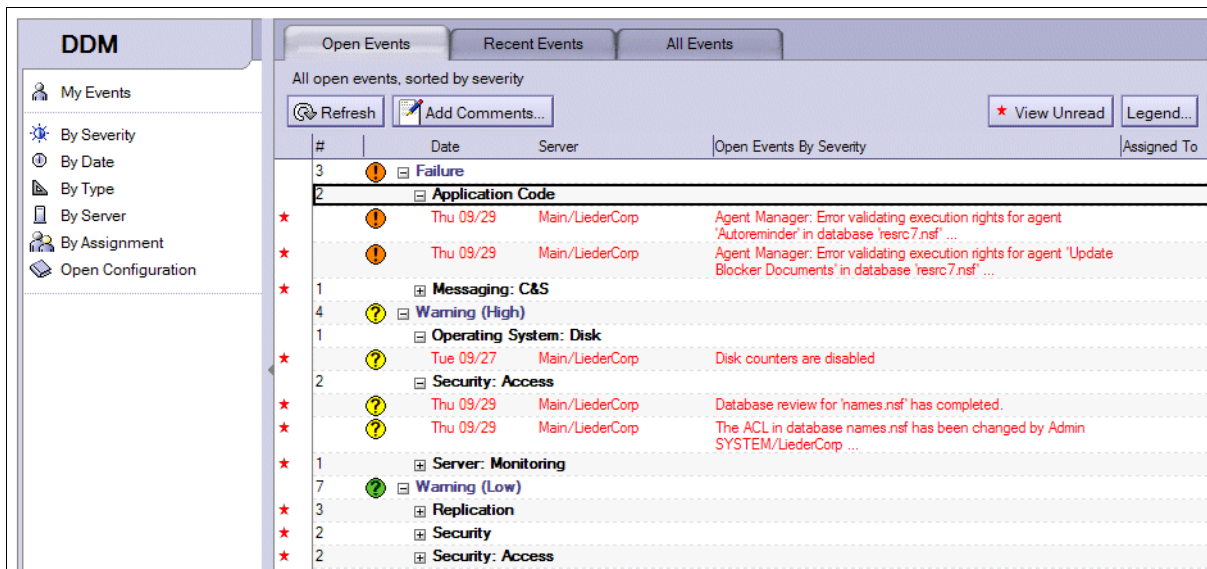 DDM
My Events
By Severity
By Date
By Type
By Server
By Assignment
Open Configuration
Open Events Recent Events All Events
All open events, sorted by severity
Refresh Add Comments... View Unread Legend...
# Date Server Open Events By Severity Assigned To
3 Failure
2 Application Code
Thu 09/29 Main/LiederCorp Agent Manager: Error validating execution rights for agent
'Autoreminder' in database 'resrc7.nsf' ...
Thu 09/29 Main/LiederCorp Agent Manager: Error validating execution rights for agent 'Update
Blocker Documents' in database 'resrc7.nsf' ...
1 Messaging: C&S
4 Warning (High)
1 Operating System: Disk
Tue 09/27 Main/LiederCorp Disk counters are disabled
2 Security: Access
Thu 09/29 Main/LiederCorp Database review for 'names.nsf' has completed.
Thu 09/29 Main/LiederCorp The ACL in database names.nsf has been changed by Admin
SYSTEM/LiederCorp ...
1 Server: Monitoring
7 Warning (Low)
3 Replication
2 Security
2 Security: Access